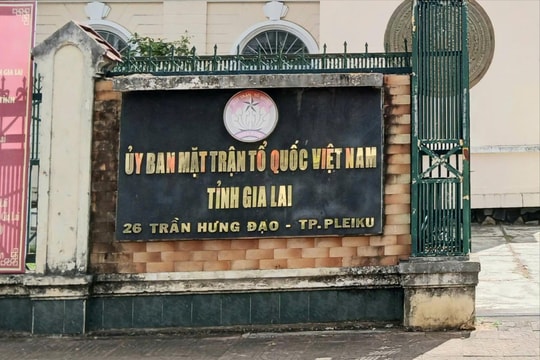 ỦY BAN MẶT TRẬN TỔ QUỐC VIỆT NAM
TỈNH GIA LAI
26 TRẦN HƯNG ĐẠO - TP.PLEIKU